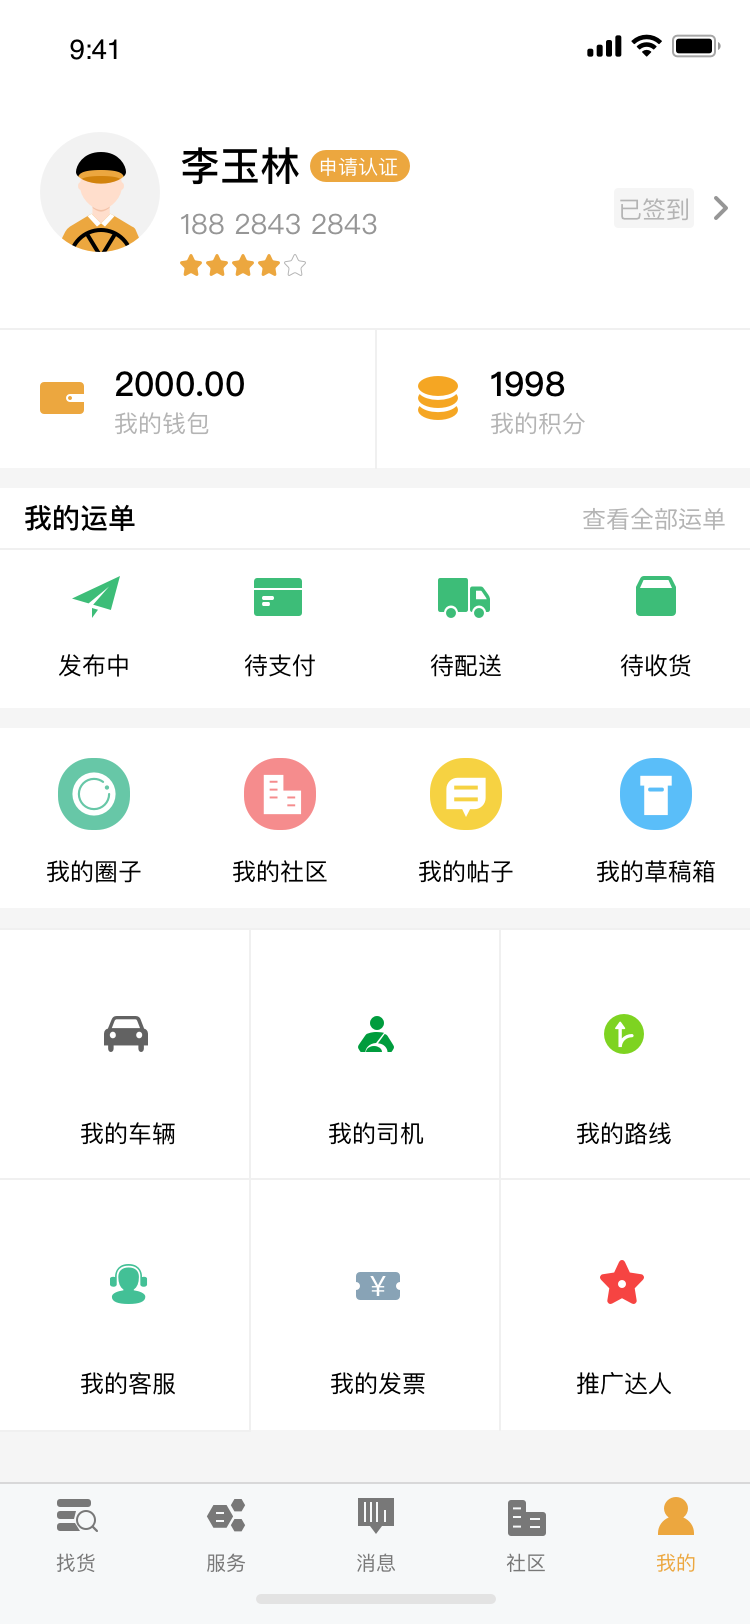 9:41
李玉林 申请认证
188 2843 2843
已签到
2000.00
我的钱包
1998
我的积分
我的运单 查看全部运单
发布中 待支付 待配送 待收货
我的圈子 我的社区 我的帖子 我的草稿箱
我的车辆 我的司机 我的路线
¥
我的客服 我的发票 推广达人
找货 服务 消息 社区 我的